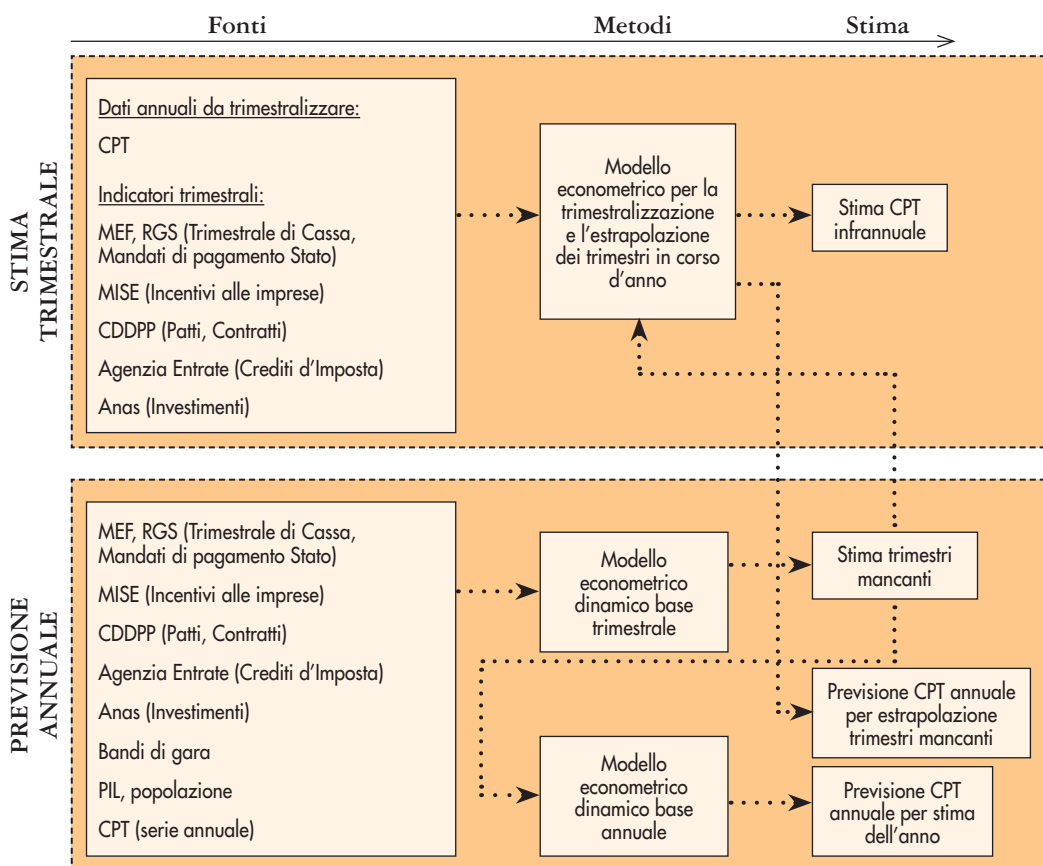 Fonti
Metodi
Stima
STIMA
TRIMESTRALE
Dati annuali da trimestralizzare:
CPT
Indicatori trimestrali:
MEF, RGS (Trimestrale di Cassa,
Mandati di pagamento Stato)
MISE (Incentivi alle imprese)
CDDPP (Patti, Contratti)
Agenzia Entrate (Crediti d'Imposta)
Anas (Investimenti)
Modello
econometrico per la
trimestralizzazione
e l'estrapolazione
dei trimestri in corso
d'anno
Stima CPT
infrannuale
PREVISIONE
ANNUALE
MEF, RGS (Trimestrale di Cassa,
Mandati di pagamento Stato)
MISE (Incentivi alle imprese)
CDDPP (Patti, Contratti)
Agenzia Entrate (Crediti d'Imposta)
Anas (Investimenti)
Bandi di gara
PIL, popolazione
CPT (serie annuale)
Modello
econometrico
dinamico base
trimestrale
Stima trimestri
mancanti
Previsione CPT annuale
per estrapolazione
trimestri mancanti
Modello
econometrico
dinamico base
annuale
Previsione CPT
annuale per stima
dell'anno